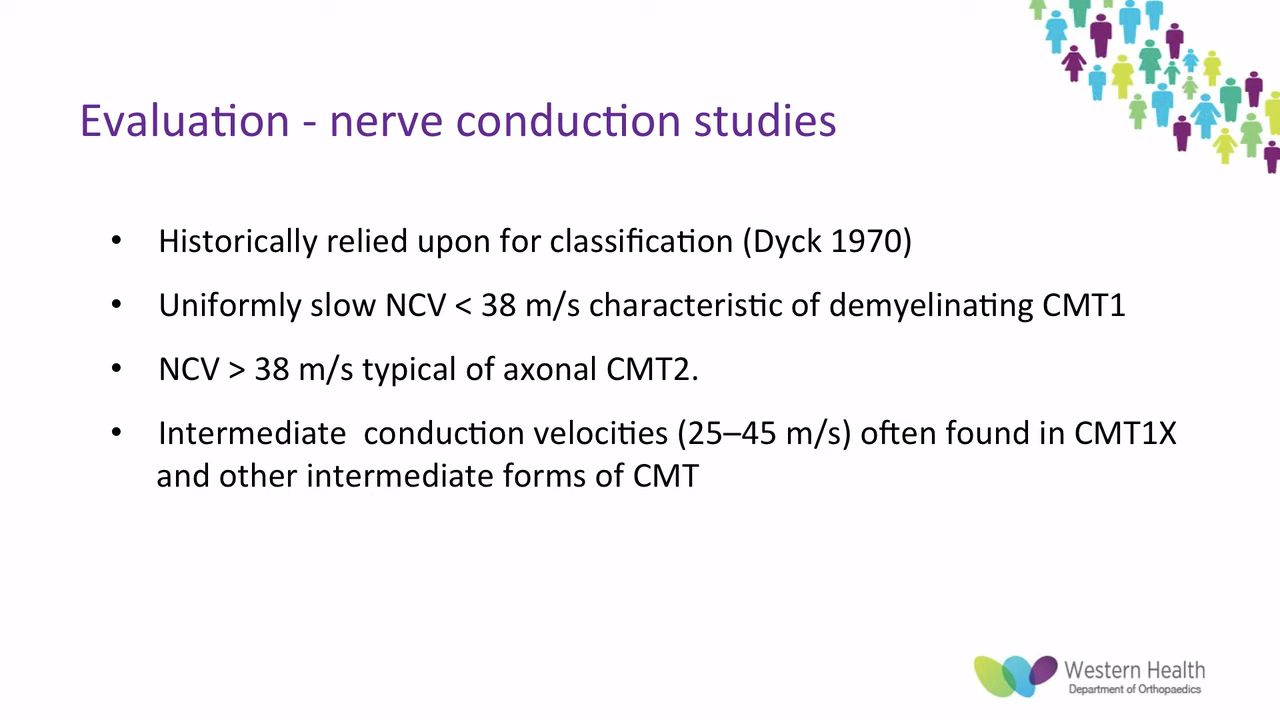 Evaluation - nerve conduction studies
• Historically relied upon for classification (Dyck 1970)
• Uniformly slow NCV < 38 m/s characteristic of demyelinating CMT1
• NCV > 38 m/s typical of axonal CMT2.
• Intermediate  conduction velocities (25–45 m/s) often found in CMT1X
and other intermediate forms of CMT
Western Health
Department of Orthopaedics